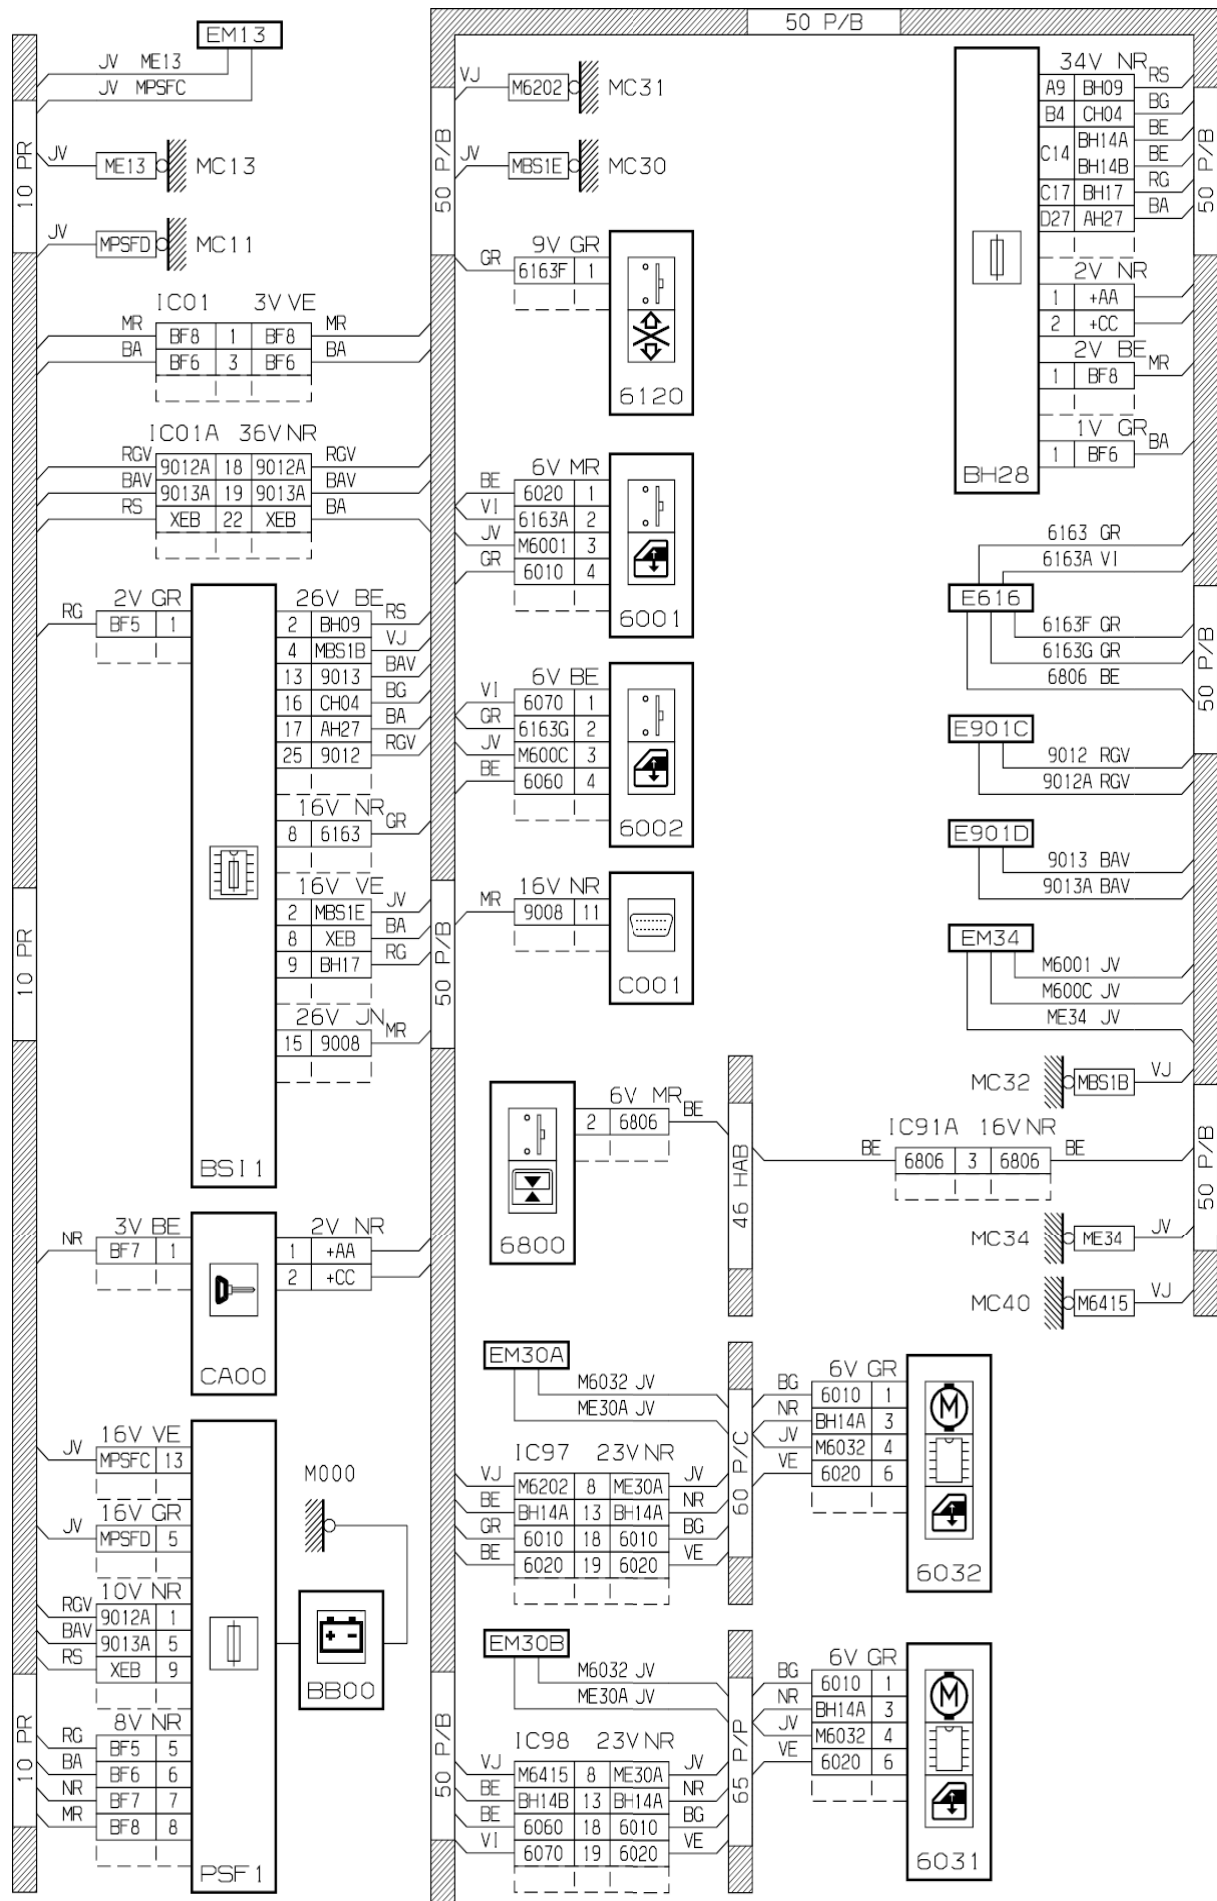 50 P/B
EM13
JV ME13
JV MPSFC
10 PR
JV ME13 MC13
JV MPSFD MC11
IC01 3V VE
MR BF8 1 BF8 MR
BA BF6 3 BF6 BA
IC01A 36V NR
RGV 9012A 18 9012A RGV
BAV 9013A 19 9013A BAV
RS XEB 22 XEB BA
2V GR
RG BF5 1
26V BE
2 BH09 RS
4 MBS1B VJ
13 9013 BAV
16 CH04 BG
17 AH27 BA
25 9012 RGV
16V NR
8 6163 GR
16V VE
2 MBS1E JV
8 XEB BA
9 BH17 RG
26V JN
15 9008 MR
BSI1
10 PR
3V BE
NR BF7 1
2V NR
1 +AA
2 +CC
CA00
16V VE
JV MPSFC 13
16V GR
JV MPSFD 5
10V NR
RGV 9012A 1
BAV 9013A 5
RS XEB 9
8V NR
RG BF5 5
BA BF6 6
NR BF7 7
MR BF8 8
PSF1
10 PR
M000
BB00
50 P/B
VJ M6202 MC31
JV MBS1E MC30
9V GR
GR 6163F 1
6120
6V MR
BE 6020 1
VI 6163A 2
JV M6001 3
GR 6010 4
6001
6V BE
VI 6070 1
GR 6163G 2
JV M600C 3
BE 6060 4
6002
50 P/B
16V NR
MR 9008 11
C001
6V MR
2 6806 BE
6800
46 HAB
IC91A 16V NR
BE 6806 3 6806 BE
EM30A
M6032 JV
ME30A JV
IC97 23V NR
VJ M6202 8 ME30A JV
BE BH14A 13 BH14A NR
GR 6010 18 6010 BG
BE 6020 19 6020 VE
60 P/C
6V GR
BG 6010 1
NR BH14A 3
JV M6032 4
VE 6020 6
M
6032
50 P/B
EM30B
M6032 JV
ME30A JV
IC98 23V NR
VJ M6415 8 ME30A JV
BE BH14B 13 BH14A NR
BE 6060 18 6010 BG
VI 6070 19 6020 VE
65 P/P
6V GR
BG 6010 1
NR BH14A 3
JV M6032 4
VE 6020 6
M
6031
34V NR
A9 BH09 RS
B4 CH04 BG
C14 BH14A BE
BH14B BE
C17 BH17 RG
D27 AH27 BA
2V NR
1 +AA
2 +CC
2V BE
1 BF8 MR
1V GR
1 BF6 BA
BH28
50 P/B
6163 GR
6163A VI
E616
6163F GR
6163G GR
6806 BE
50 P/B
E901C
9012 RGV
9012A RGV
E901D
9013 BAV
9013A BAV
EM34
M6001 JV
M600C JV
ME34 JV
MC32 MBS1B VJ
50 P/B
MC34 ME34 JV
MC40 M6415 VJ